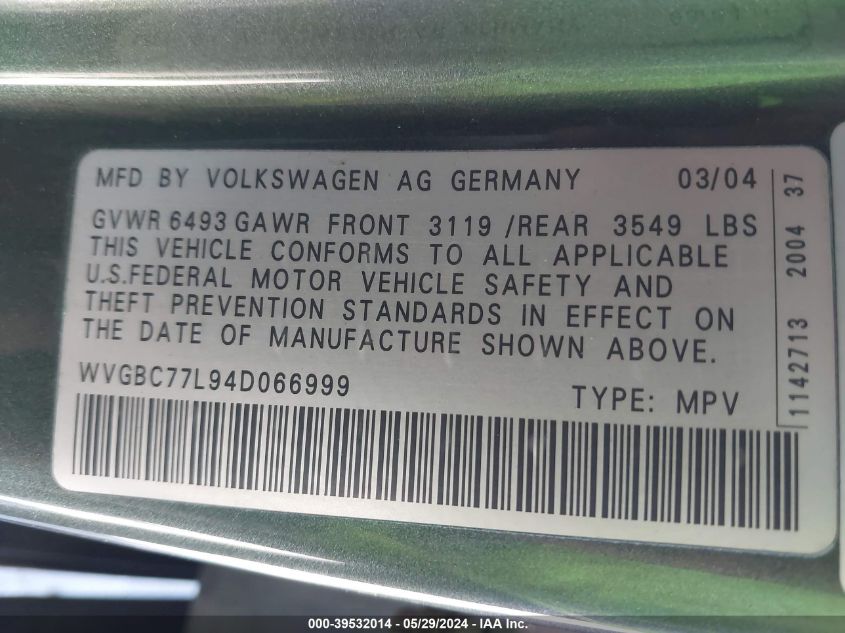 MFD BY VOLKSWAGEN AG GERMANY 03/04
GVWR 6493 GAWR FRONT 3119 /REAR 3549 LBS
THIS VEHICLE CONFORMS TO ALL APPLICABLE
U.S.FEDERAL MOTOR VEHICLE SAFETY AND
THEFT PREVENTION STANDARDS IN EFFECT ON
THE DATE OF MANUFACTURE SHOWN ABOVE.
WVGBC77L94D066999
TYPE: MPV
1142713 2004 37
000-39532014 - 05/29/2024 - IAA Inc.